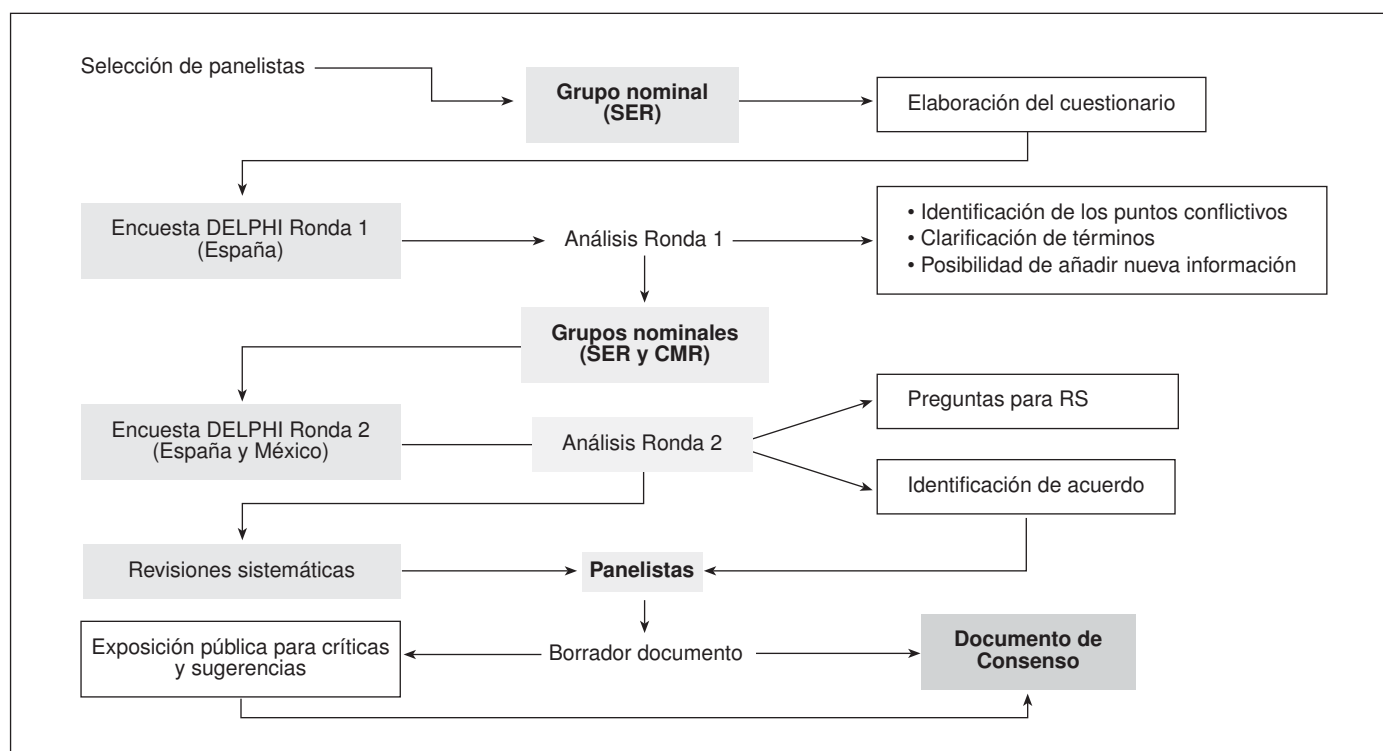 Selección de panelistas
Grupo nominal
(SER)
Elaboración del cuestionario
Encuesta DELPHI Ronda 1
(España)
Análisis Ronda 1
• Identificación de los puntos conflictivos
• Clarificación de términos
• Posibilidad de añadir nueva información
Grupos nominales
(SER y CMR)
Encuesta DELPHI Ronda 2
(España y México)
Análisis Ronda 2
Preguntas para RS
Identificación de acuerdo
Revisiones sistemáticas
Panelistas
Exposición pública para críticas
y sugerencias
Borrador documento
Documento de
Consenso